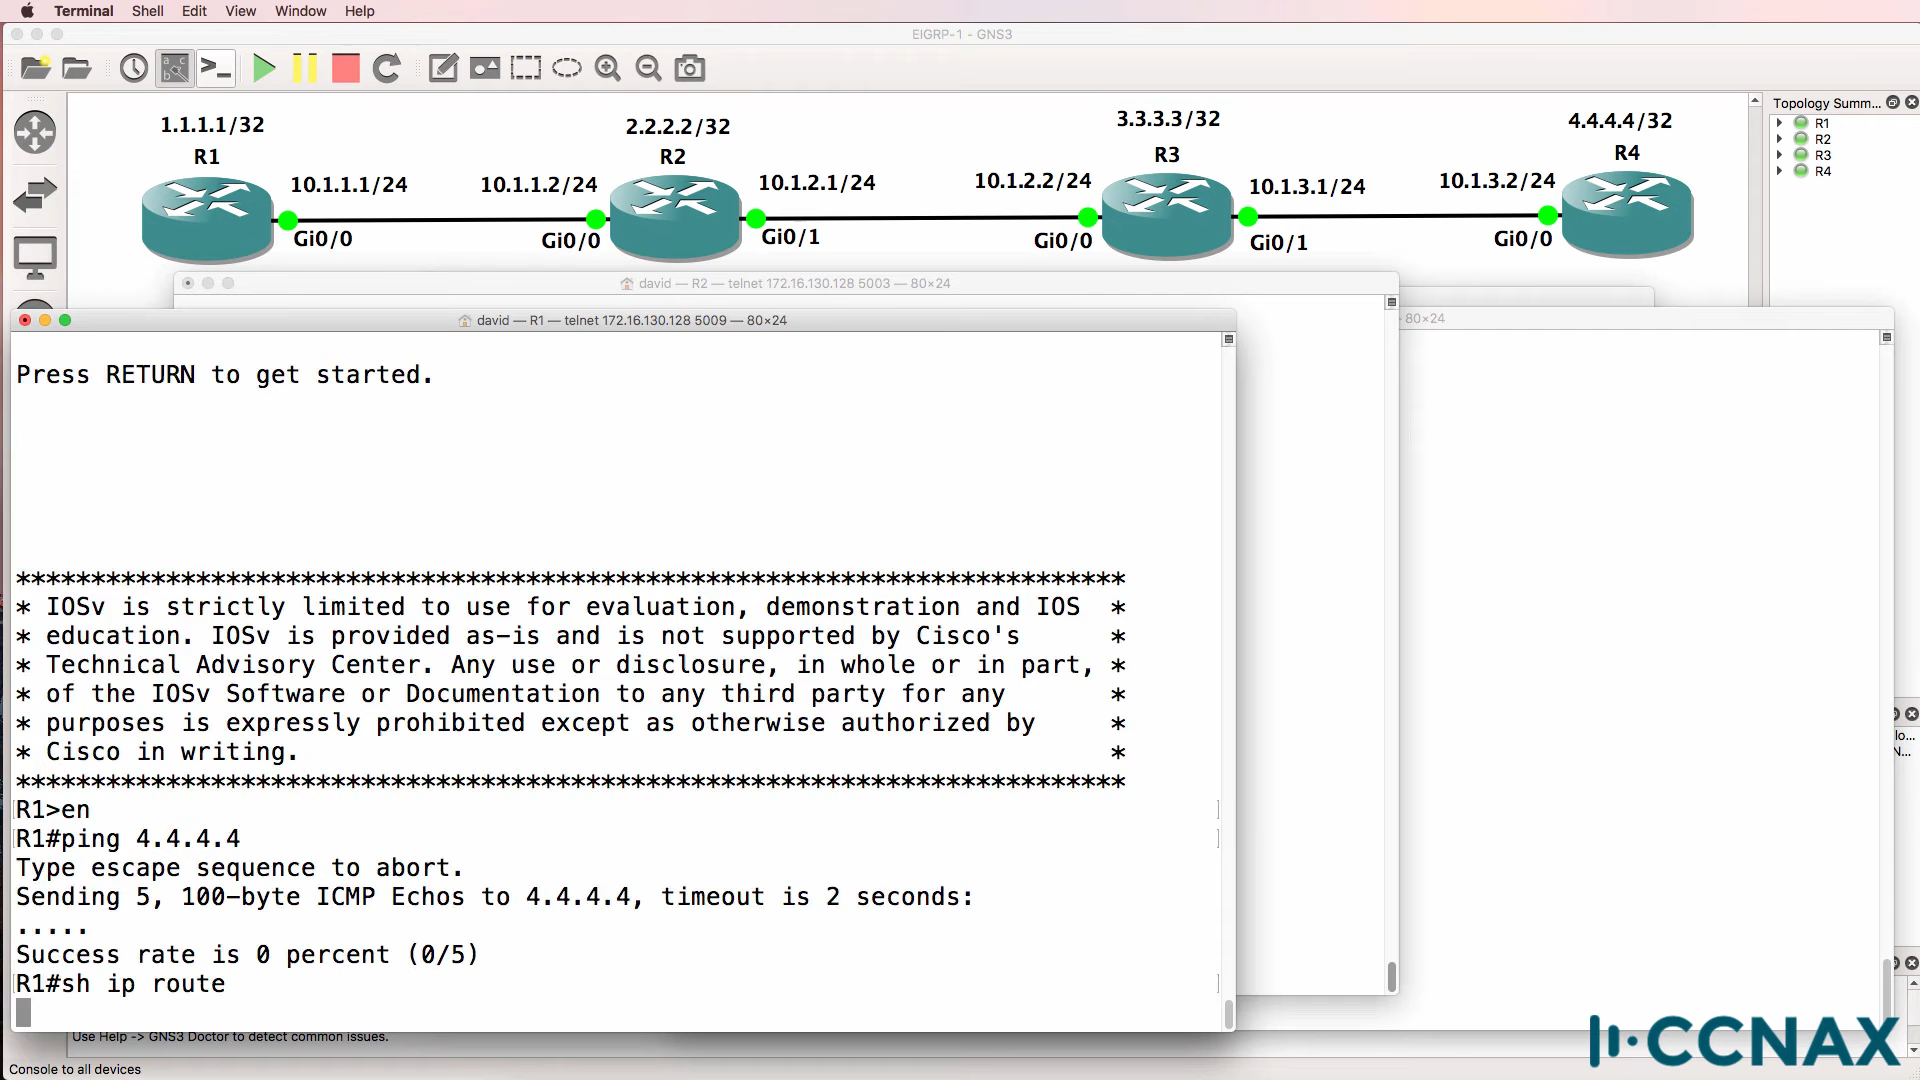 Terminal Shell Edit View Window Help
EIGRP-1 - GNS3
1.1.1.1/32
2.2.2.2/32
3.3.3.3/32
4.4.4.4/32
R1
R2
R3
R4
10.1.1.1/24
10.1.1.2/24
10.1.2.1/24
10.1.2.2/24
10.1.3.1/24
10.1.3.2/24
Gi0/0
Gi0/0
Gi0/1
Gi0/0
Gi0/1
Gi0/0
Topology Summ...
R1
R2
R3
R4
david — R2 — telnet 172.16.130.128 5003 — 80×24
80×24
david — R1 — telnet 172.16.130.128 5009 — 80×24
Press RETURN to get started.
**************************************************************************
* IOSv is strictly limited to use for evaluation, demonstration and IOS  *
* education. IOSv is provided as-is and is not supported by Cisco's      *
* Technical Advisory Center. Any use or disclosure, in whole or in part, *
* of the IOSv Software or Documentation to any third party for any       *
* purposes is expressly prohibited except as otherwise authorized by     *
* Cisco in writing.                                                      *
**************************************************************************
R1>en
R1#ping 4.4.4.4
Type escape sequence to abort.
Sending 5, 100-byte ICMP Echos to 4.4.4.4, timeout is 2 seconds:
.....
Success rate is 0 percent (0/5)
R1#sh ip route
Use Help -> GNS3 Doctor to detect common issues.
Console to all devices
CCNAX